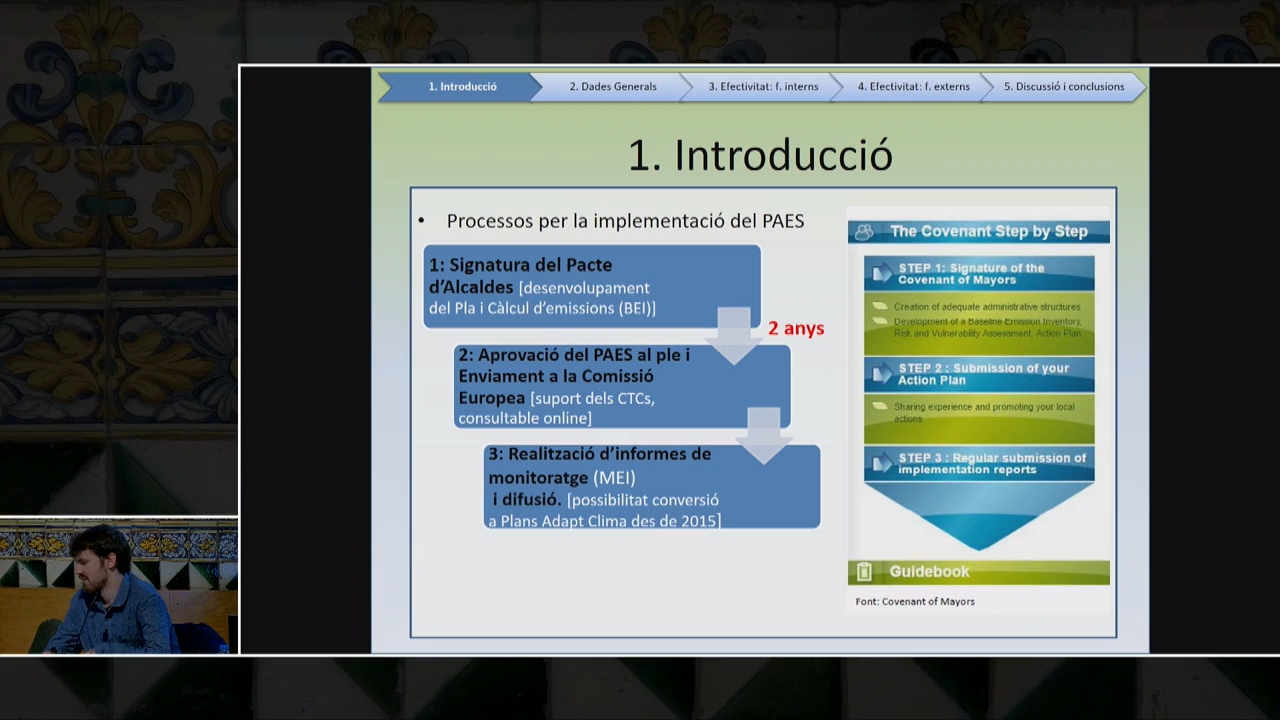 1. Introducció
2. Dades Generals
3. Efectivitat: f. interns
4. Efectivitat: f. externs
5. Discussió i conclusions
1. Introducció
• Processos per la implementació del PAES
1: Signatura del Pacte
d’Alcaldes [desenvolupament
del Pla i Càlcul d’emissions (BEI)]
2 anys
2: Aprovació del PAES al ple i
Enviament a la Comissió
Europea [suport dels CTCs,
consultable online]
3: Realització d’informes de
monitoratge (MEI)
i difusió. [possibilitat conversió
a Plans Adapt Clima des de 2015]
The Covenant Step by Step
STEP 1: Signature of the
Covenant of Mayors
Creation of adequate administrative structures
Development of a Baseline Emission Inventory,
Risk and Vulnerability Assessment, Action Plan
STEP 2 : Submission of your
Action Plan
Sharing experience and promoting your local
actions
STEP 3 : Regular submission of
implementation reports
Guidebook
Font: Covenant of Mayors